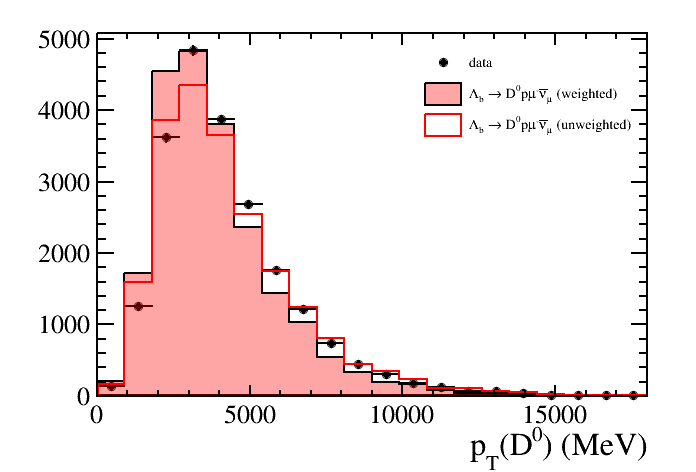 5000
4000
3000
2000
1000
0
data
Λb → D⁰pμ ν̅μ (weighted)
Λb → D⁰pμ ν̅μ (unweighted)
0 5000 10000 15000
pT(D⁰) (MeV)